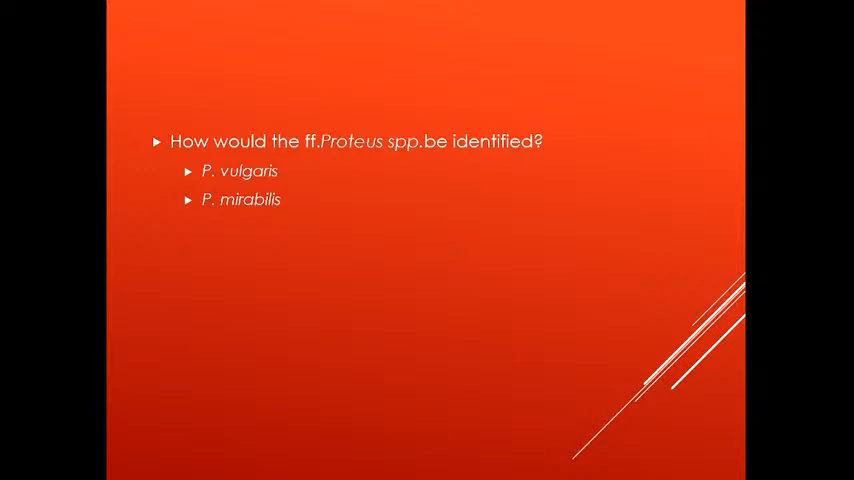 How would the ff.Proteus spp.be identified?
P. vulgaris
P. mirabilis